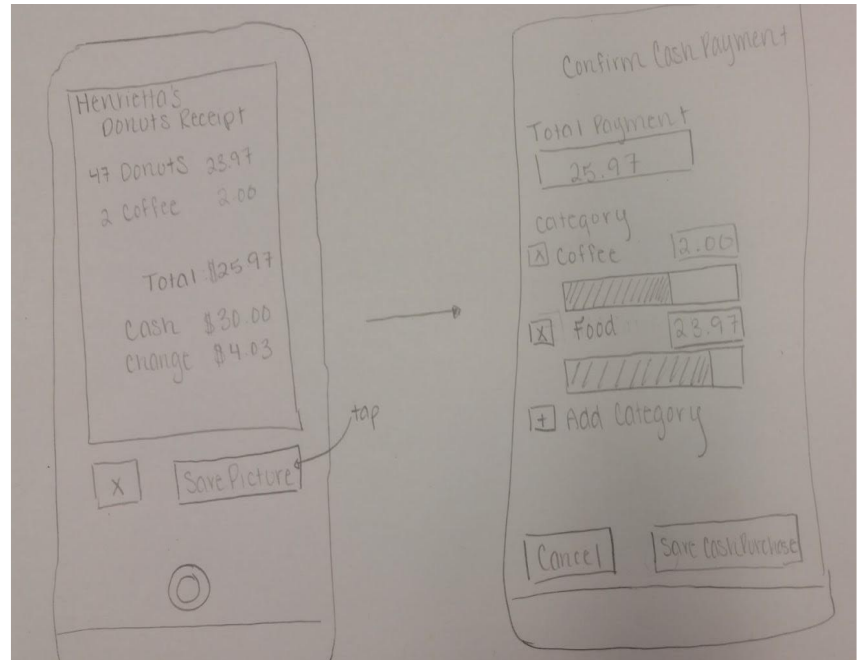 Henrietta's
Donuts Receipt
47 Donuts 23.97
2 Coffee 2.00
Total $25.97
Cash $30.00
change $4.03
X
Save Picture
tap
Confirm Cash Payment
Total Payment
25.97
category
X Coffee 2.00
X Food 23.97
+ Add Category
Cancel
Save Cash Purchase